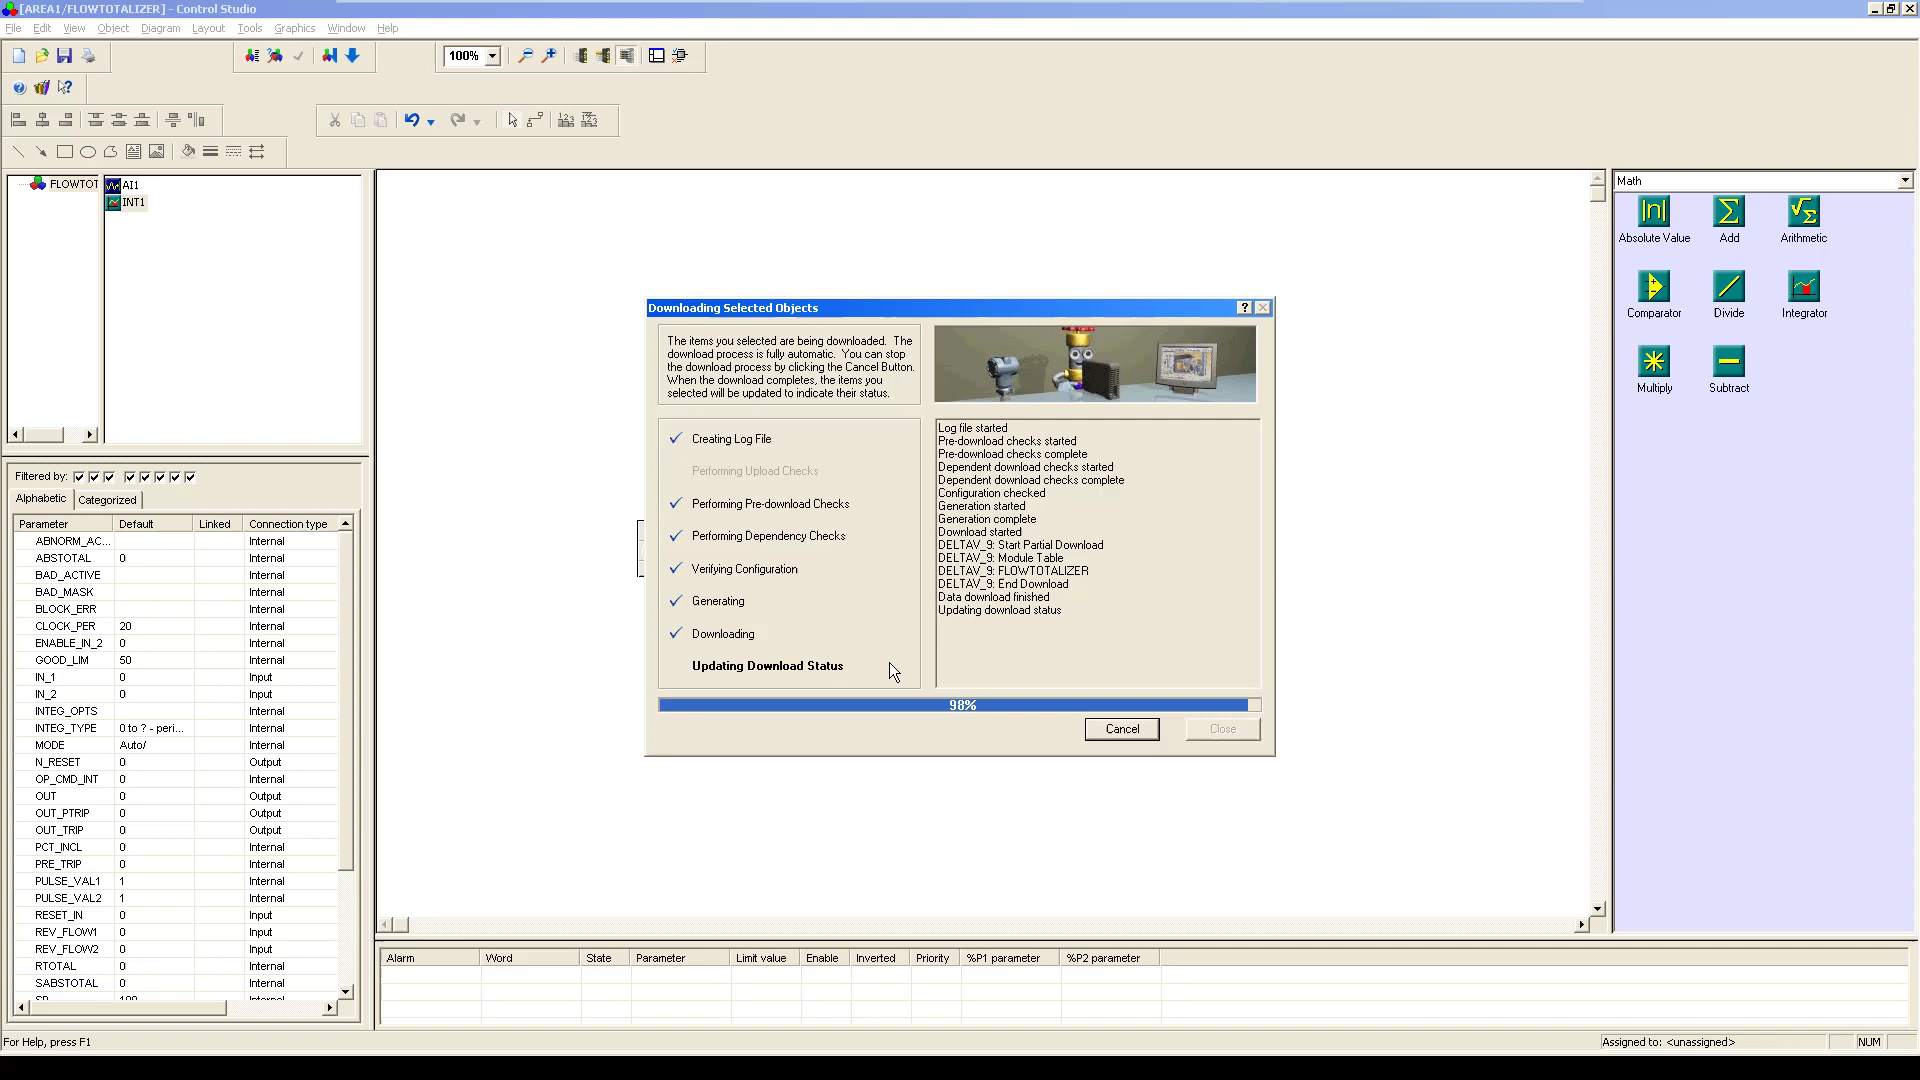 [AREA1/FLOWTOTALIZER] - Control Studio
File Edit View Object Diagram Layout Tools Graphics Window Help
100%
FLOWTOT
AI1
INT1
Math
Absolute Value Add Arithmetic
Comparator Divide Integrator
Multiply Subtract
Downloading Selected Objects
The items you selected are being downloaded. The
download process is fully automatic. You can stop
the download process by clicking the Cancel Button.
When the download completes, the items you
selected will be updated to indicate their status.
Creating Log File
Performing Upload Checks
Performing Pre-download Checks
Performing Dependency Checks
Verifying Configuration
Generating
Downloading
Updating Download Status
Log file started
Pre-download checks started
Pre-download checks complete
Dependent download checks started
Dependent download checks complete
Configuration checked
Generation started
Generation complete
Download started
DELTAV_9: Start Partial Download
DELTAV_9: Module Table
DELTAV_9: FLOWTOTALIZER
DELTAV_9: End Download
Data download finished
Updating download status
98%
Cancel Close
Filtered by:
Alphabetic Categorized
Parameter Default Linked Connection type
ABNORM_AC... Internal
ABSTOTAL 0 Internal
BAD_ACTIVE Internal
BAD_MASK Internal
BLOCK_ERR Internal
CLOCK_PER 20 Internal
ENABLE_IN_2 0 Internal
GOOD_LIM 50 Internal
IN_1 0 Input
IN_2 0 Input
INTEG_OPTS Internal
INTEG_TYPE 0 to ? - peri... Internal
MODE Auto/ Internal
N_RESET 0 Output
OP_CMD_INT 0 Internal
OUT 0 Output
OUT_PTRIP 0 Output
OUT_TRIP 0 Output
PCT_INCL 0 Internal
PRE_TRIP 0 Internal
PULSE_VAL1 1 Internal
PULSE_VAL2 1 Internal
RESET_IN 0 Input
REV_FLOW1 0 Input
REV_FLOW2 0 Input
RTOTAL 0 Internal
SABSTOTAL 0 Internal
SP 100 Internal
Alarm Word State Parameter Limit value Enable Inverted Priority %P1 parameter %P2 parameter
For Help, press F1
Assigned to: <unassigned> NUM